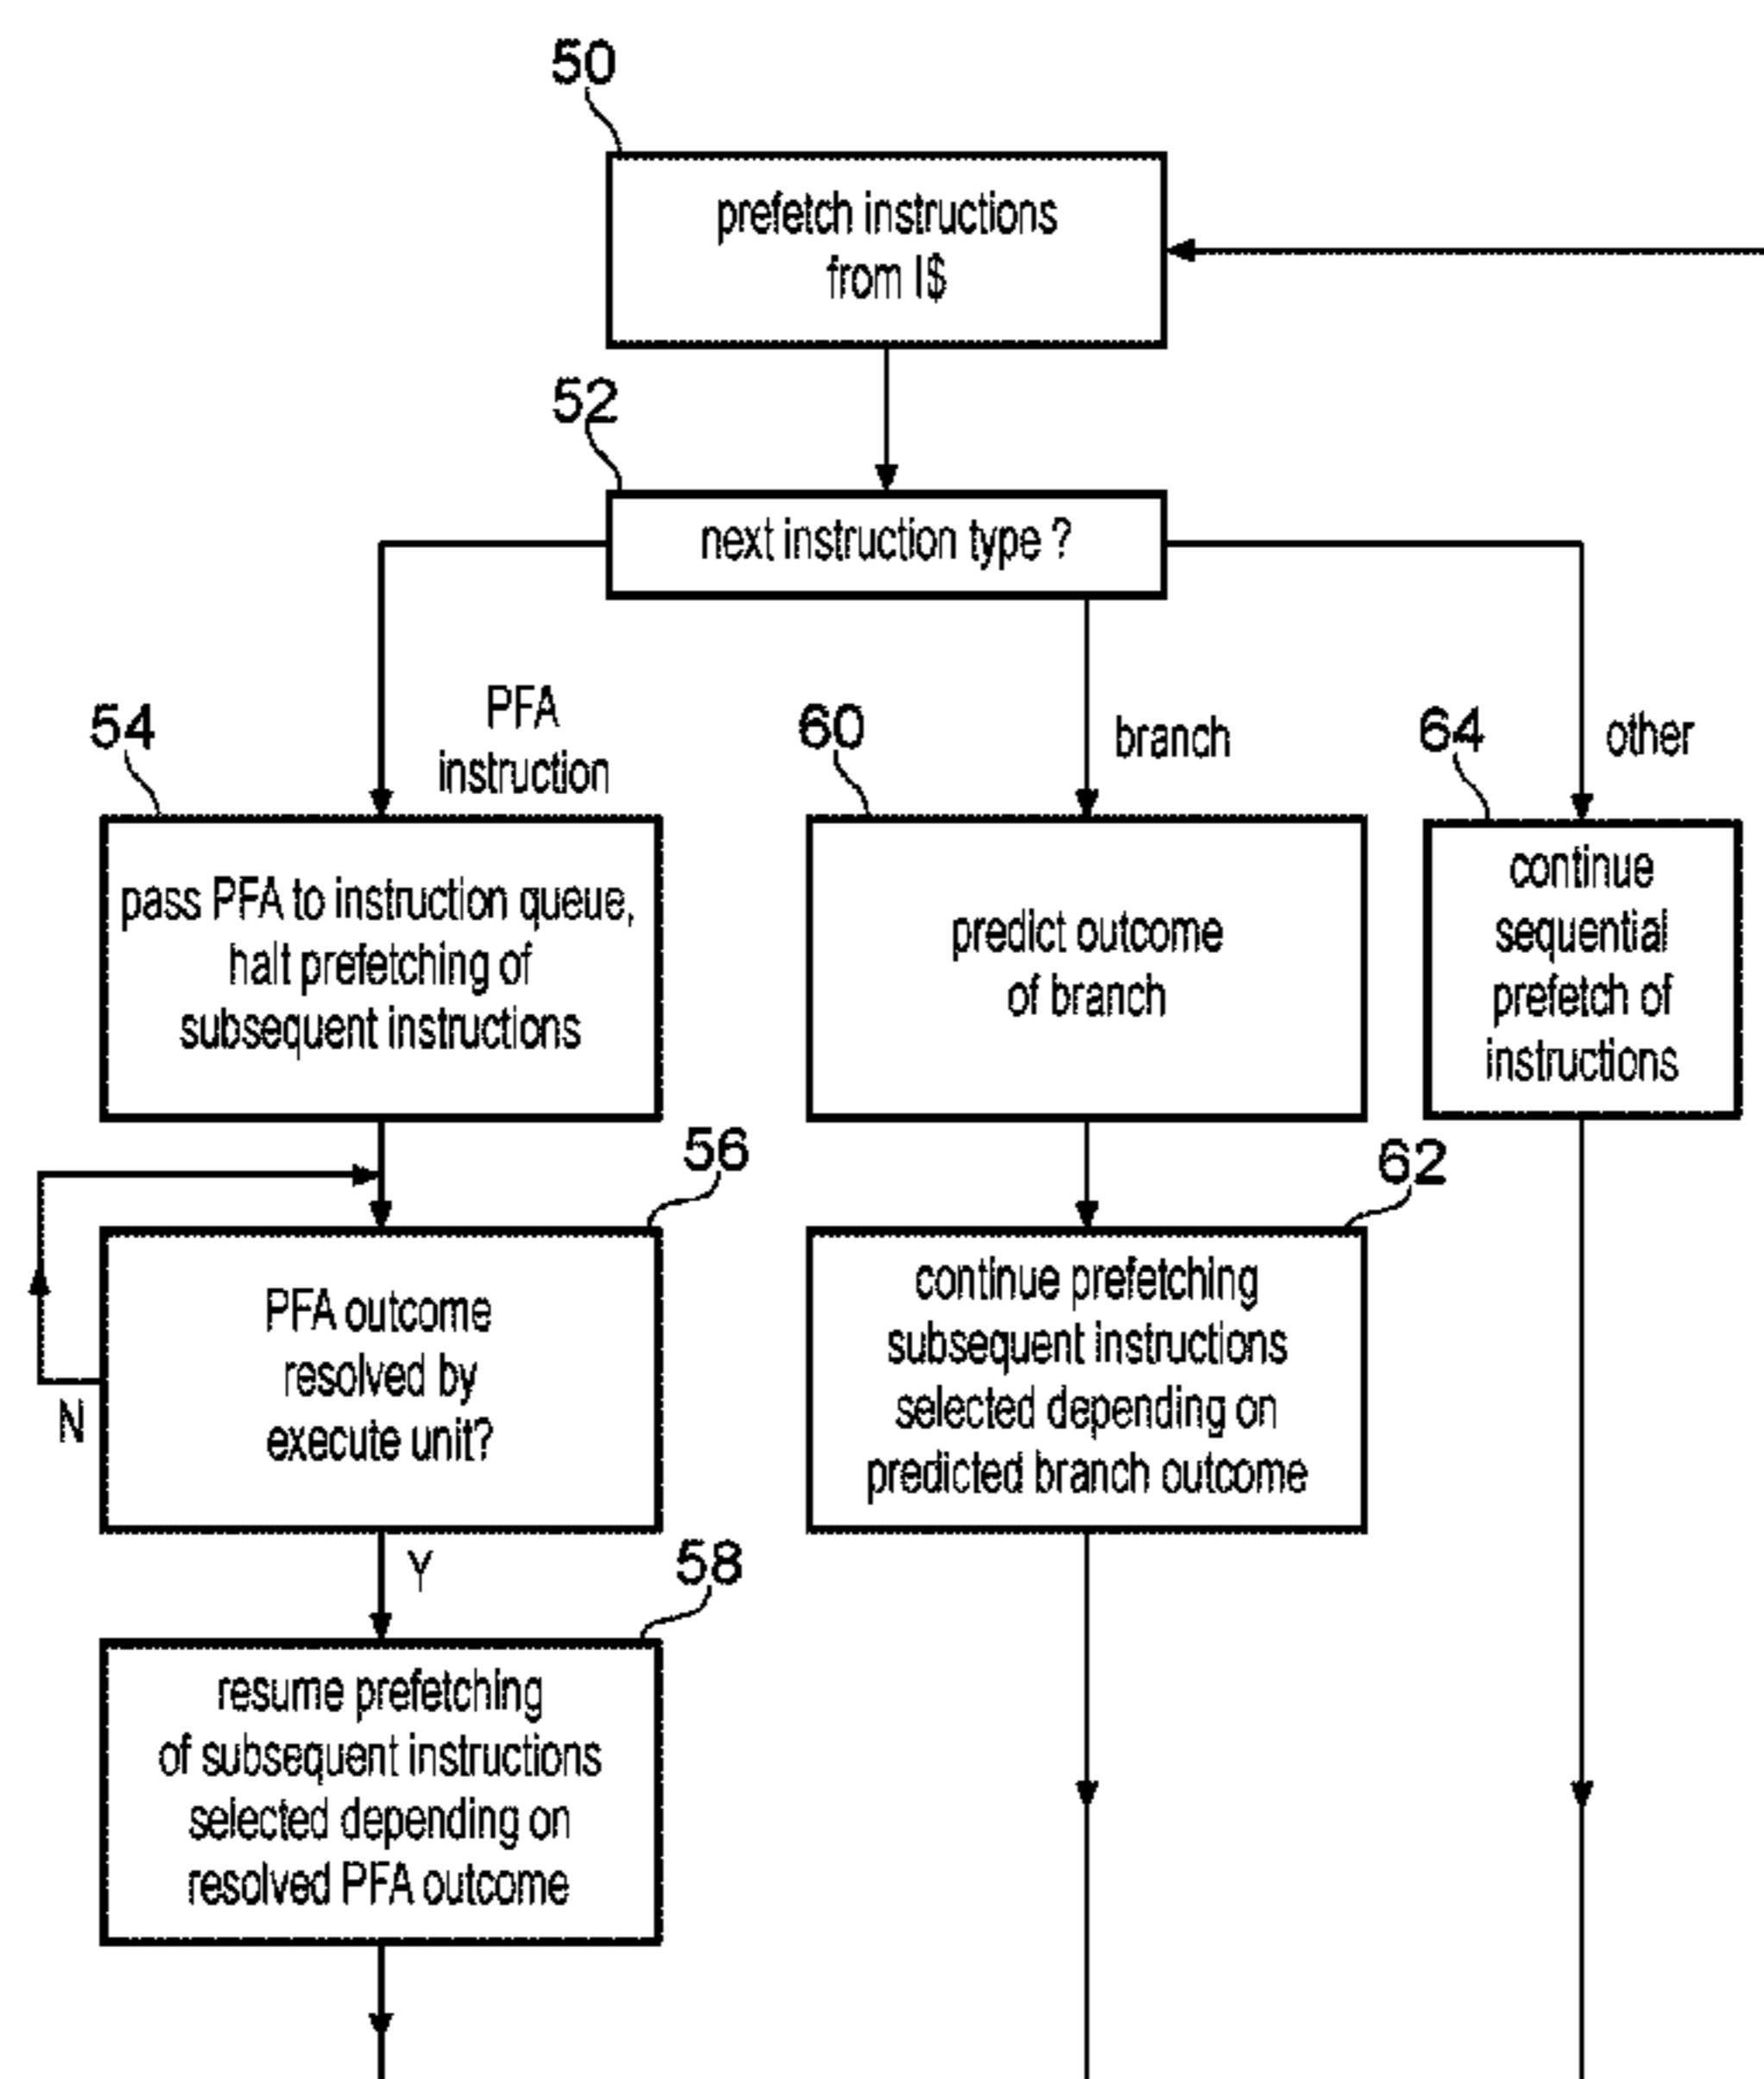 50
prefetch instructions
from I$
52
next instruction type ?
PFA
instruction
54
60
branch
64
other
pass PFA to instruction queue,
halt prefetching of
subsequent instructions
predict outcome
of branch
continue
sequential
prefetch of
instructions
56
62
PFA outcome
resolved by
execute unit?
N
Y
continue prefetching
subsequent instructions
selected depending on
predicted branch outcome
58
resume prefetching
of subsequent instructions
selected depending on
resolved PFA outcome